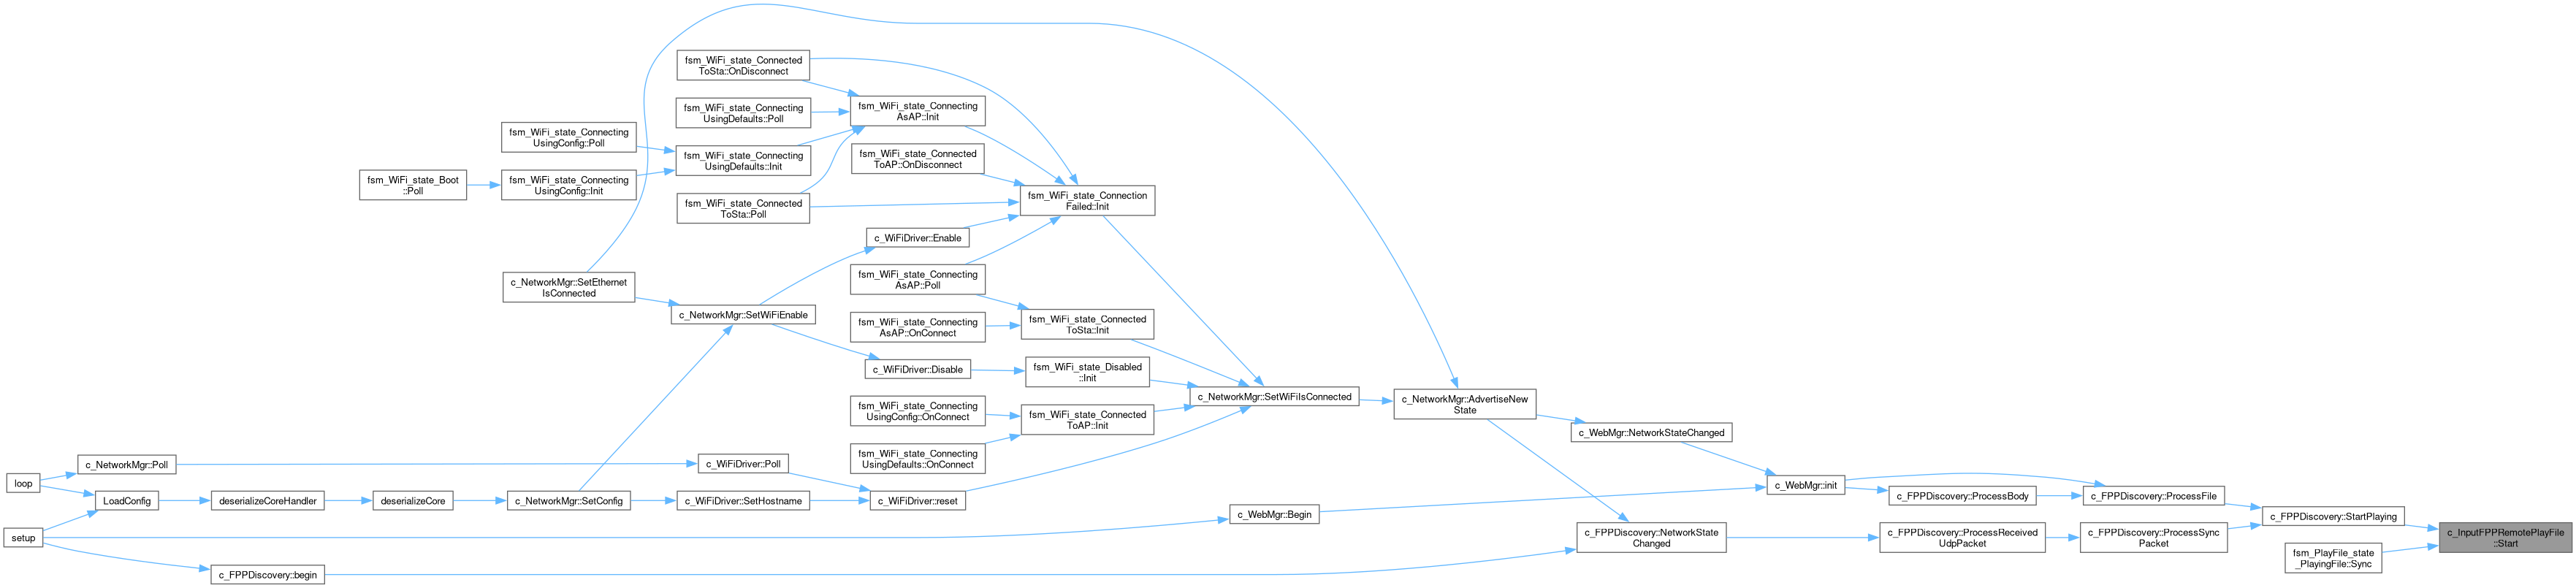 fsm_WiFi_state_Connected
ToSta::OnDisconnect
fsm_WiFi_state_Connecting
AsAP::Init
fsm_WiFi_state_Connecting
UsingDefaults::Poll
fsm_WiFi_state_Connecting
UsingConfig::Poll
fsm_WiFi_state_Connecting
UsingDefaults::Init
fsm_WiFi_state_Connected
ToAP::OnDisconnect
fsm_WiFi_state_Boot
::Poll
fsm_WiFi_state_Connecting
UsingConfig::Init
fsm_WiFi_state_Connected
ToSta::Poll
fsm_WiFi_state_Connection
Failed::Init
c_WiFiDriver::Enable
fsm_WiFi_state_Connecting
AsAP::Poll
c_NetworkMgr::SetEthernet
IsConnected
c_NetworkMgr::SetWiFiEnable
fsm_WiFi_state_Connecting
AsAP::OnConnect
fsm_WiFi_state_Connected
ToSta::Init
c_WiFiDriver::Disable
fsm_WiFi_state_Disabled
::Init
c_NetworkMgr::SetWiFiIsConnected
c_NetworkMgr::AdvertiseNew
State
fsm_WiFi_state_Connecting
UsingConfig::OnConnect
fsm_WiFi_state_Connected
ToAP::Init
c_WebMgr::NetworkStateChanged
fsm_WiFi_state_Connecting
UsingDefaults::OnConnect
c_NetworkMgr::Poll
c_WiFiDriver::Poll
loop
LoadConfig
deserializeCoreHandler
deserializeCore
c_NetworkMgr::SetConfig
c_WiFiDriver::SetHostname
c_WiFiDriver::reset
c_WebMgr::init
c_FPPDiscovery::ProcessBody
c_FPPDiscovery::ProcessFile
c_WebMgr::Begin
c_FPPDiscovery::StartPlaying
setup
c_FPPDiscovery::NetworkState
Changed
c_FPPDiscovery::ProcessReceived
UdpPacket
c_FPPDiscovery::ProcessSync
Packet
c_InputFPPRemotePlayFile
::Start
fsm_PlayFile_state
_PlayingFile::Sync
c_FPPDiscovery::begin